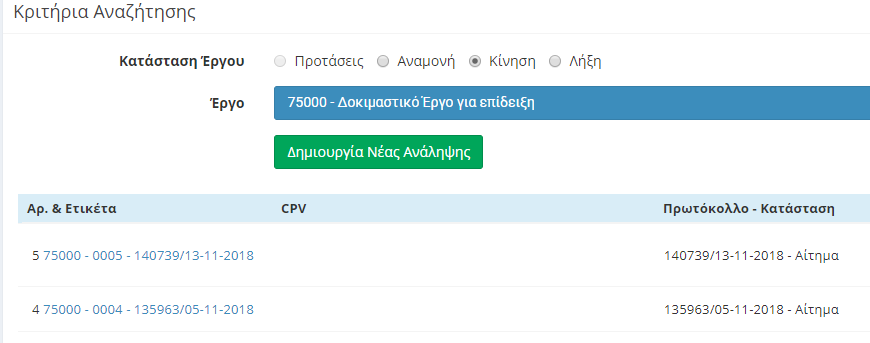 Κριτήρια Αναζήτησης
Κατάσταση Έργου Προτάσεις Αναμονή Κίνηση Λήξη
Έργο 75000 - Δοκιμαστικό Έργο για επίδειξη
Δημιουργία Νέας Ανάληψης
Αρ. & Ετικέτα CPV Πρωτόκολλο - Κατάσταση
5 75000 - 0005 - 140739/13-11-2018 140739/13-11-2018 - Αίτημα
4 75000 - 0004 - 135963/05-11-2018 135963/05-11-2018 - Αίτημα